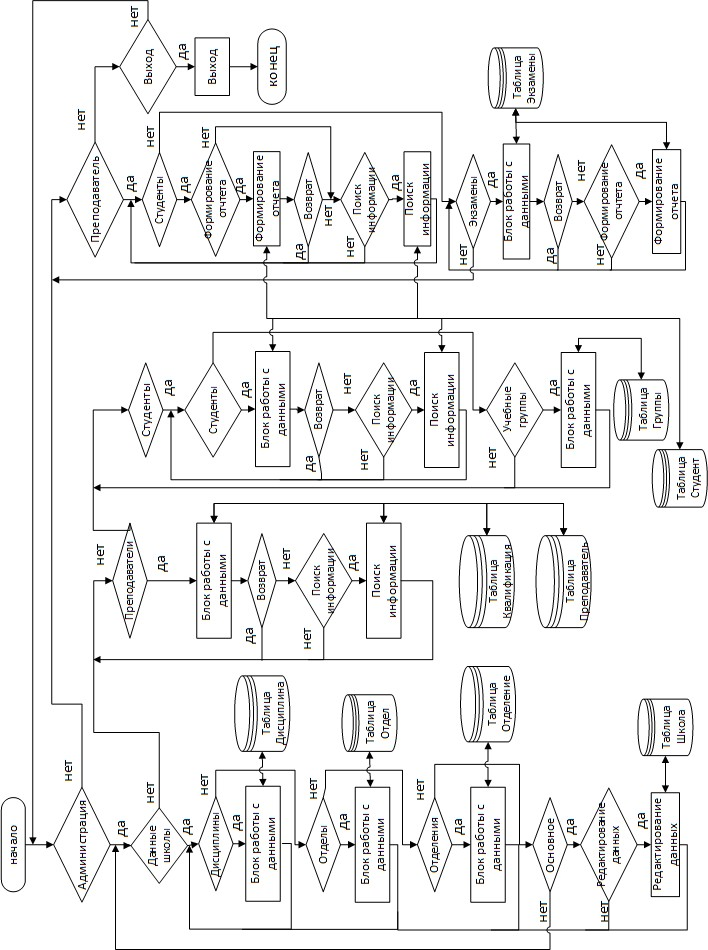 начало
Администрация
нет
да
Данные
школы
нет
да
Дисциплины
нет
да
Блок работы с
данными
Таблица
Дисциплина
Отделы
нет
да
Блок работы с
данными
Таблица
Отдел
Отделения
нет
да
Блок работы с
данными
Таблица
Отделение
Основное
нет
да
Редактирование
данных
нет
да
Редактирование
данных
Таблица
Школа
Преподаватели
нет
да
Блок работы с
данными
Возврат
да
нет
Поиск
информации
нет
да
Поиск
информации
Таблица
Квалификация
Таблица
Преподаватель
Студенты
да
Студенты
да
Блок работы с
данными
Возврат
да
нет
Поиск
информации
нет
да
Поиск
информации
Учебные
группы
нет
да
Блок работы с
данными
Таблица
Группы
Таблица
Студент
Преподаватель
нет
да
Студенты
нет
да
Формирование
отчтета
нет
да
Формирование
отчета
Возврат
да
нет
Поиск
информации
нет
да
Поиск
информации
Экзамены
нет
да
Блок работы с
данными
Таблица
Экзамены
Возврат
да
нет
Формирование
отчтета
нет
да
Формирование
отчета
Выход
нет
да
Выход
конец